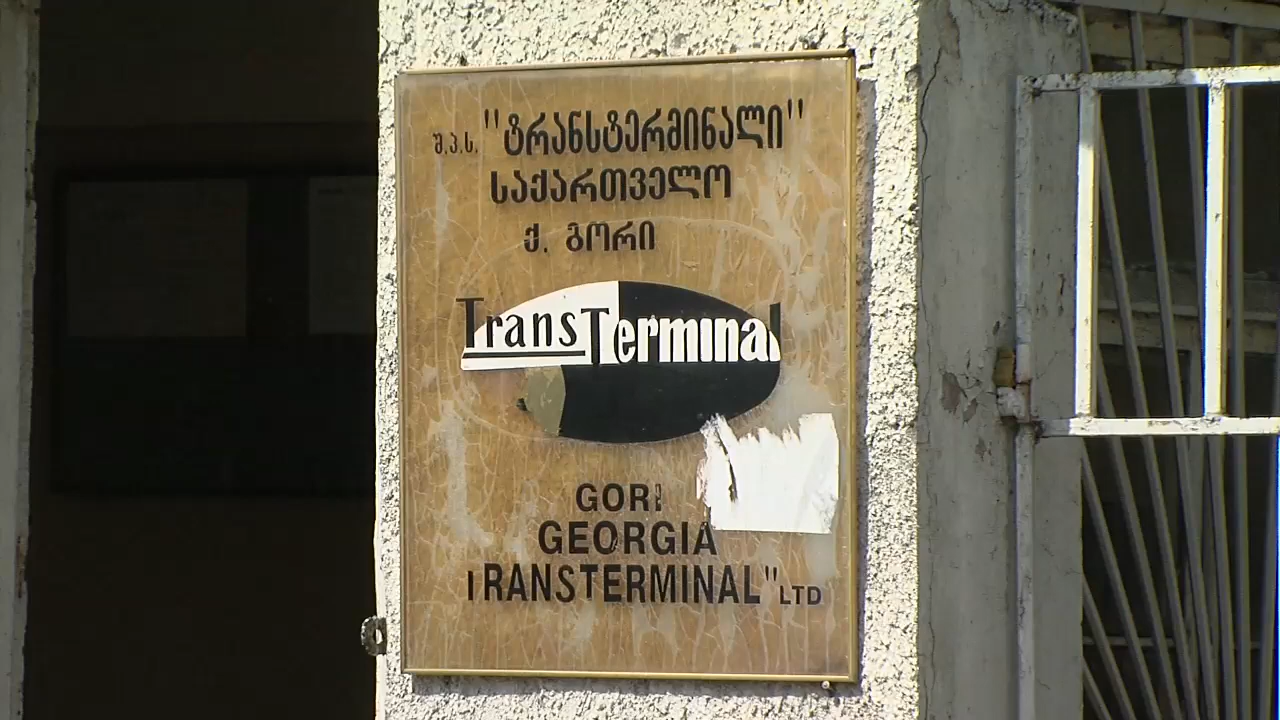 შ.პ.ს. "ტრანსტერმინალი"
საქართველო
ქ. გორი
TransTerminal
GORI
GEORGIA
TRANSTERMINAL" LTD